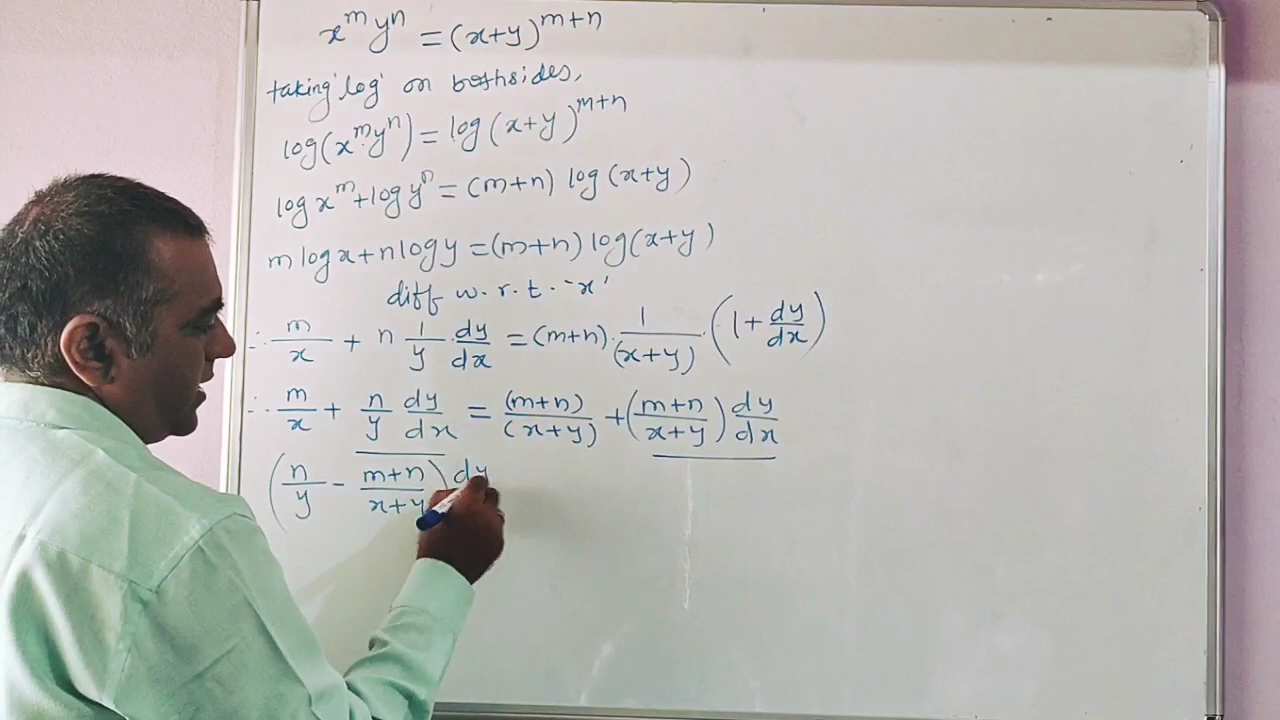 x^m y^n = (x+y)^{m+n}
taking 'log' on bothsides,
log(x^m y^n) = log(x+y)^{m+n}
log x^m + log y^n = (m+n) log(x+y)
m log x + n log y = (m+n) log(x+y)
diff w.r.t. 'x'
∴ m/x + n 1/y · dy/dx = (m+n) · 1/(x+y) · (1 + dy/dx)
∴ m/x + n/y dy/dx = (m+n)/(x+y) + ((m+n)/(x+y)) dy/dx
(n/y - (m+n)/(x+y)) dy